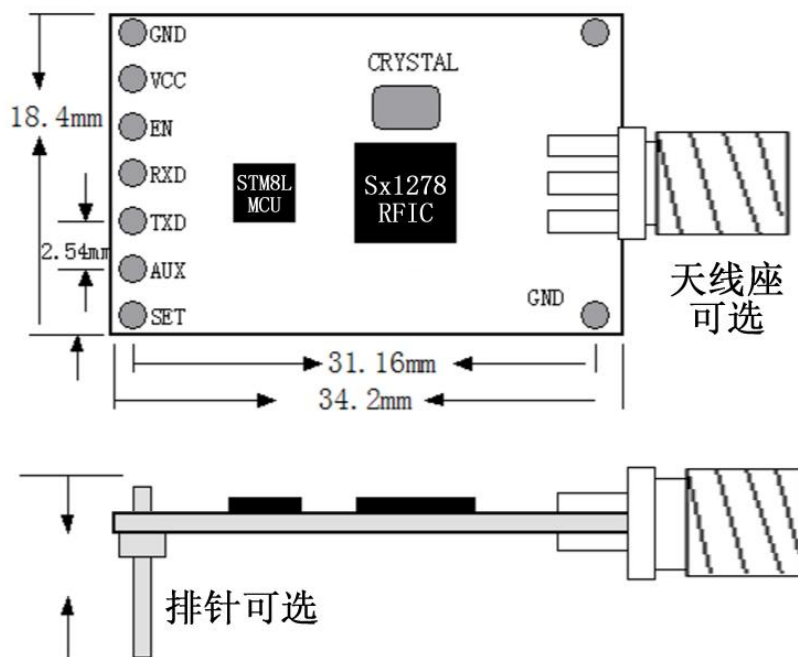 GND
VCC
EN
RXD
TXD
AUX
SET
18.4mm
2.54mm
CRYSTAL
STM8L
MCU
Sx1278
RFIC
GND
天线座
可选
31.16mm
34.2mm
排针可选